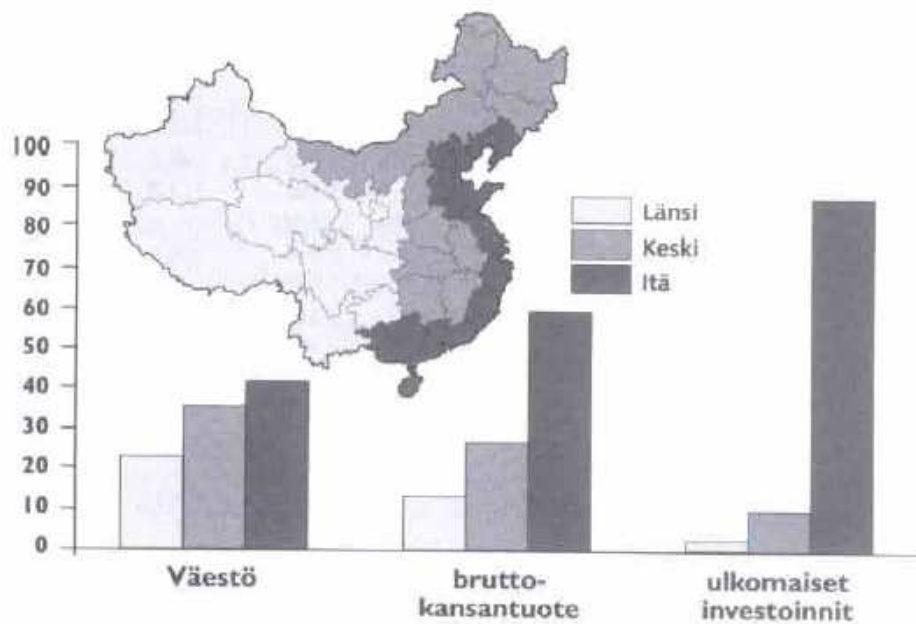 100
90
80
70
60
50
40
30
20
10
0
Länsi
Keski
Itä
Väestö
brutto-
kansantuote
ulkomaiset
investoinnit